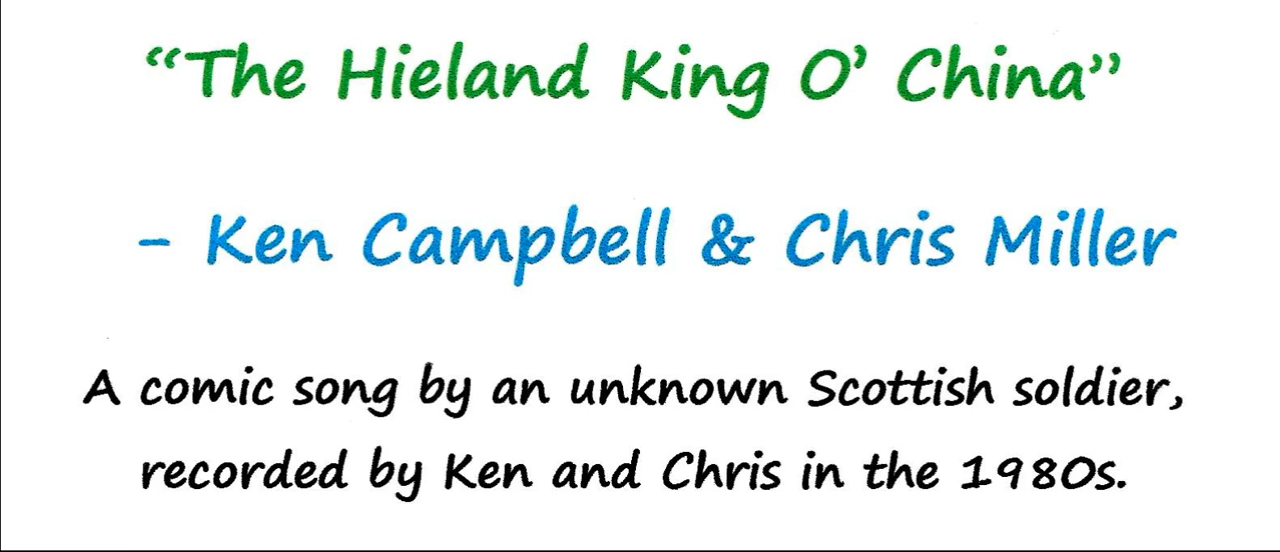 “The Hieland King O’ China”
– Ken Campbell & Chris Miller
A comic song by an unknown Scottish soldier,
recorded by Ken and Chris in the 1980s.